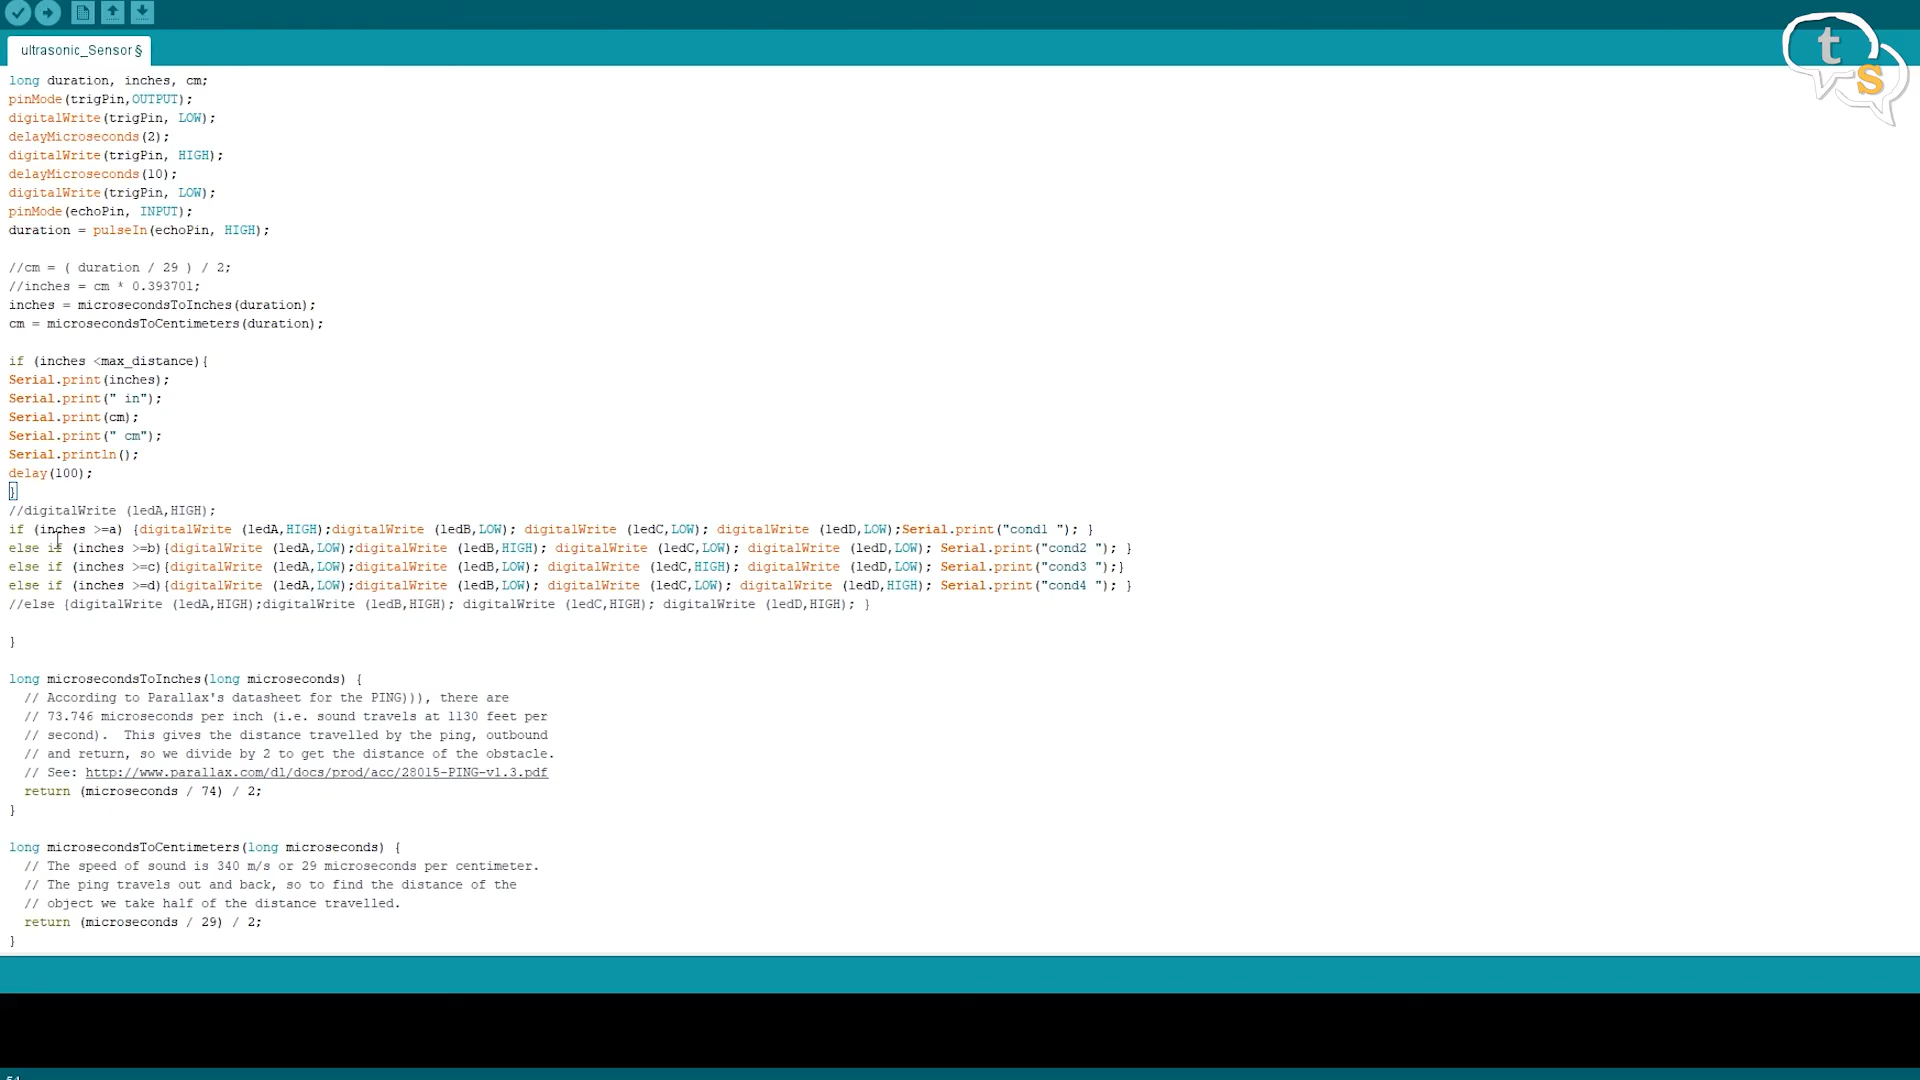 t
S
ultrasonic_Sensor §
long duration, inches, cm;
pinMode(trigPin,OUTPUT);
digitalWrite(trigPin, LOW);
delayMicroseconds(2);
digitalWrite(trigPin, HIGH);
delayMicroseconds(10);
digitalWrite(trigPin, LOW);
pinMode(echoPin, INPUT);
duration = pulseIn(echoPin, HIGH);
//cm = ( duration / 29 ) / 2;
//inches = cm * 0.393701;
inches = microsecondsToInches(duration);
cm = microsecondsToCentimeters(duration);
if (inches <max_distance){
Serial.print(inches);
Serial.print(" in");
Serial.print(cm);
Serial.print(" cm");
Serial.println();
delay(100);
}
//digitalWrite (ledA,HIGH);
if (inches >=a) {digitalWrite (ledA,HIGH);digitalWrite (ledB,LOW); digitalWrite (ledC,LOW); digitalWrite (ledD,LOW);Serial.print("cond1 "); }
else if (inches >=b){digitalWrite (ledA,LOW);digitalWrite (ledB,HIGH); digitalWrite (ledC,LOW); digitalWrite (ledD,LOW); Serial.print("cond2 "); }
else if (inches >=c){digitalWrite (ledA,LOW);digitalWrite (ledB,LOW); digitalWrite (ledC,HIGH); digitalWrite (ledD,LOW); Serial.print("cond3 ");}
else if (inches >=d){digitalWrite (ledA,LOW);digitalWrite (ledB,LOW); digitalWrite (ledC,LOW); digitalWrite (ledD,HIGH); Serial.print("cond4 "); }
//else {digitalWrite (ledA,HIGH);digitalWrite (ledB,HIGH); digitalWrite (ledC,HIGH); digitalWrite (ledD,HIGH); }
}
long microsecondsToInches(long microseconds) {
// According to Parallax's datasheet for the PING))), there are
// 73.746 microseconds per inch (i.e. sound travels at 1130 feet per
// second).  This gives the distance travelled by the ping, outbound
// and return, so we divide by 2 to get the distance of the obstacle.
// See: http://www.parallax.com/dl/docs/prod/acc/28015-PING-v1.3.pdf
return (microseconds / 74) / 2;
}
long microsecondsToCentimeters(long microseconds) {
// The speed of sound is 340 m/s or 29 microseconds per centimeter.
// The ping travels out and back, so to find the distance of the
// object we take half of the distance travelled.
return (microseconds / 29) / 2;
}